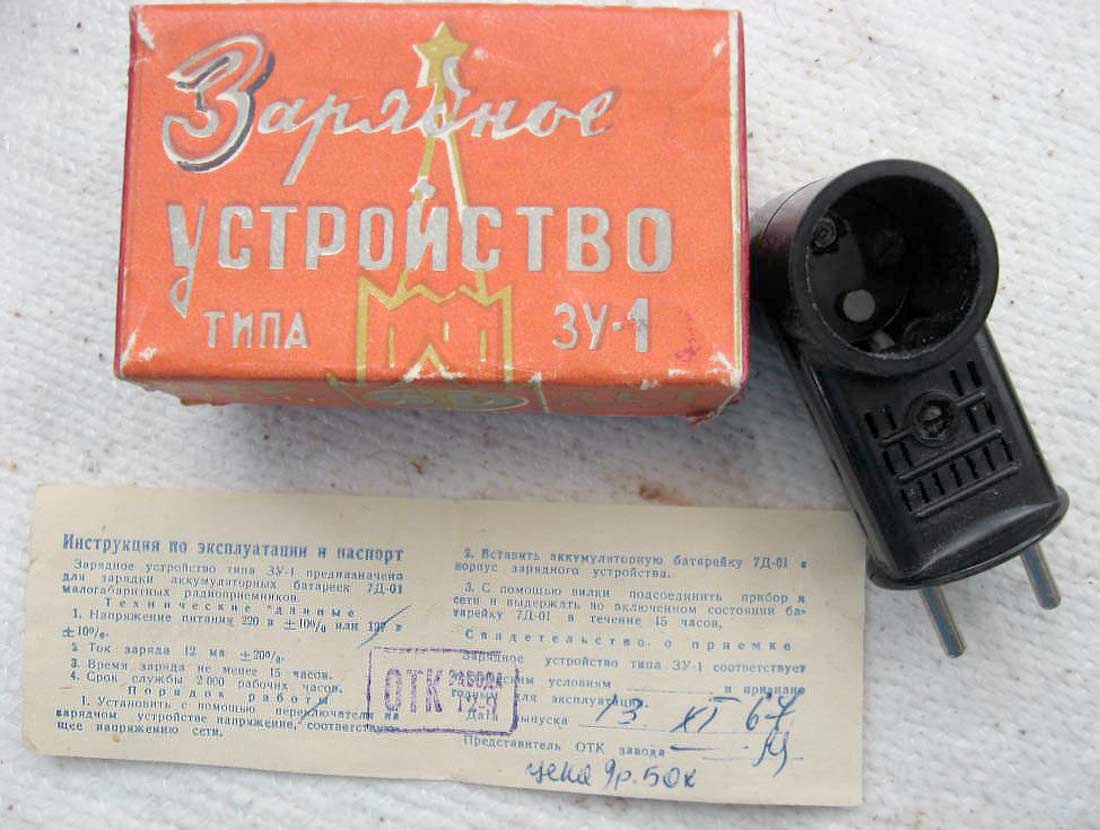 Зарядное
УСТРОЙСТВО
ТИПА ЗУ-1
Инструкция по эксплуатации и паспорт
Зарядное устройство типа ЗУ-1 предназначено
для зарядки аккумуляторных батареек 7Д-01
малогабаритных радиоприемников.
Технические данные
1. Напряжение питания 220 в ±10% или 127 в
±10%.
2. Ток заряда 12 ма ±20%.
3. Время заряда не менее 15 часов.
4. Срок службы 2 000 рабочих часов.
Порядок работы
1. Установить с помощью переключателя на
зарядном устройстве напряжение, соответствую-
щее напряжению сети.
2. Вставить аккумуляторную батарейку 7Д-01 в
корпус зарядного устройства.
3. С помощью вилки подсоединить прибор к
сети и выдержать во включенном состоянии ба-
тарейку 7Д-01 в течение 15 часов.
Свидетельство о приемке
Зарядное устройство типа ЗУ-1 соответствует
условиям и признано
годным для эксплуатации.
Дата выпуска 13 XI 67
Представитель ОТК завода
цена 9р.50к
ОТК ЗАВОДА